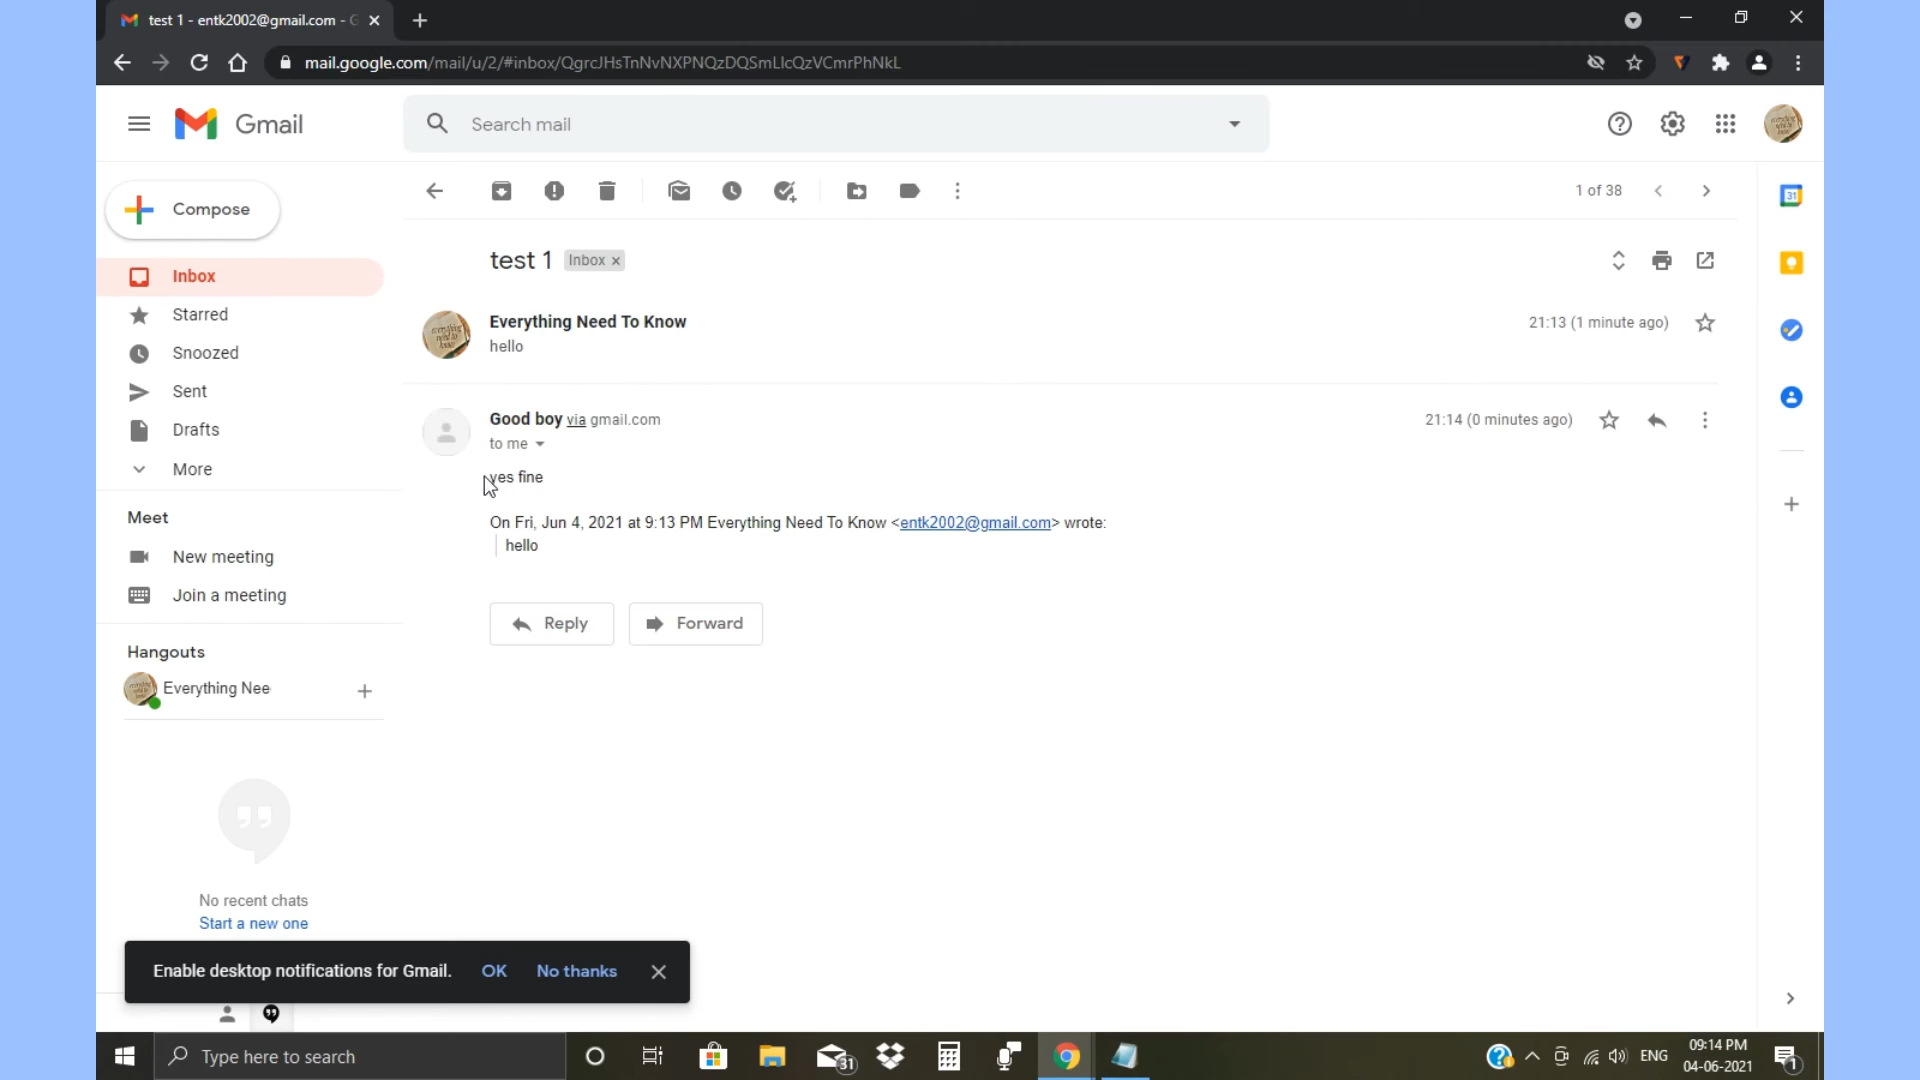 test 1 - entk2002@gmail.com - G
mail.google.com/mail/u/2/#inbox/QgrcJHsTnNvNXPNQzDQSmLlcQzVCmrPhNkL
Gmail
Search mail
Compose
1 of 38
Inbox
Starred
Snoozed
Sent
Drafts
More
test 1 Inbox ×
Everything Need To Know
21:13 (1 minute ago)
hello
Good boy via gmail.com
21:14 (0 minutes ago)
to me
yes fine
On Fri, Jun 4, 2021 at 9:13 PM Everything Need To Know <entk2002@gmail.com> wrote:
hello
Reply
Forward
Meet
New meeting
Join a meeting
Hangouts
Everything Nee
No recent chats
Start a new one
Enable desktop notifications for Gmail. OK No thanks
31
Type here to search
31
ENG
09:14 PM
04-06-2021
1